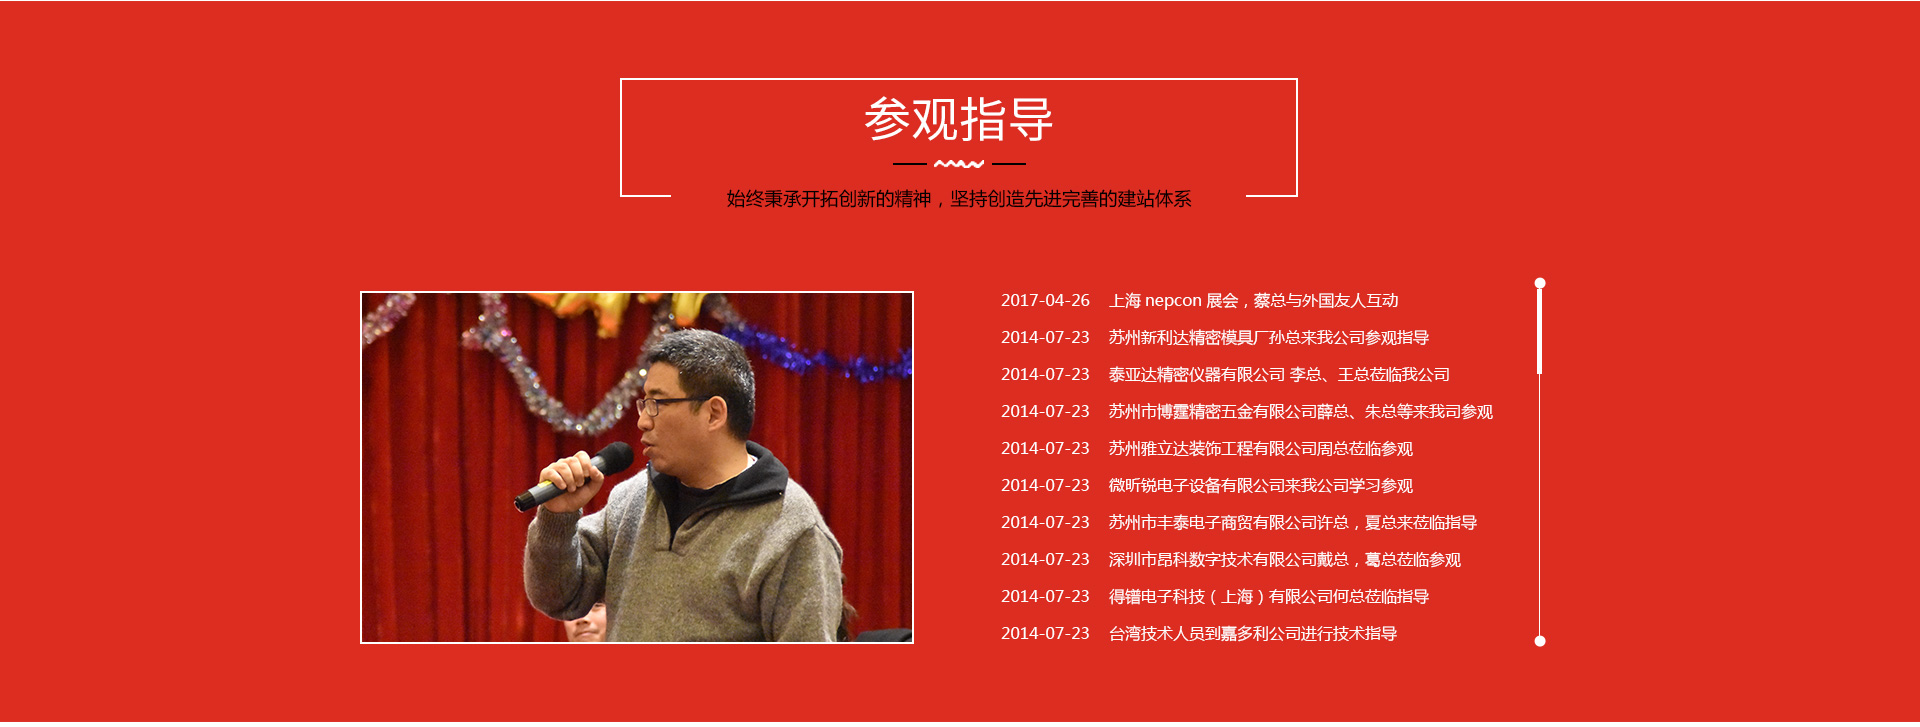 参观指导
始终秉承开拓创新的精神，坚持创造先进完善的建站体系
2017-04-26 上海 nepcon 展会，蔡总与外国友人互动
2014-07-23 苏州新利达精密模具厂孙总来我公司参观指导
2014-07-23 泰亚达精密仪器有限公司 李总、王总莅临我公司
2014-07-23 苏州市博霆精密五金有限公司薛总、朱总等来我司参观
2014-07-23 苏州雅立达装饰工程有限公司周总莅临参观
2014-07-23 微昕锐电子设备有限公司来我公司学习参观
2014-07-23 苏州市丰泰电子商贸有限公司许总，夏总来莅临指导
2014-07-23 深圳市昂科数字技术有限公司戴总，葛总莅临参观
2014-07-23 得镨电子科技（上海）有限公司何总莅临指导
2014-07-23 台湾技术人员到嘉多利公司进行技术指导